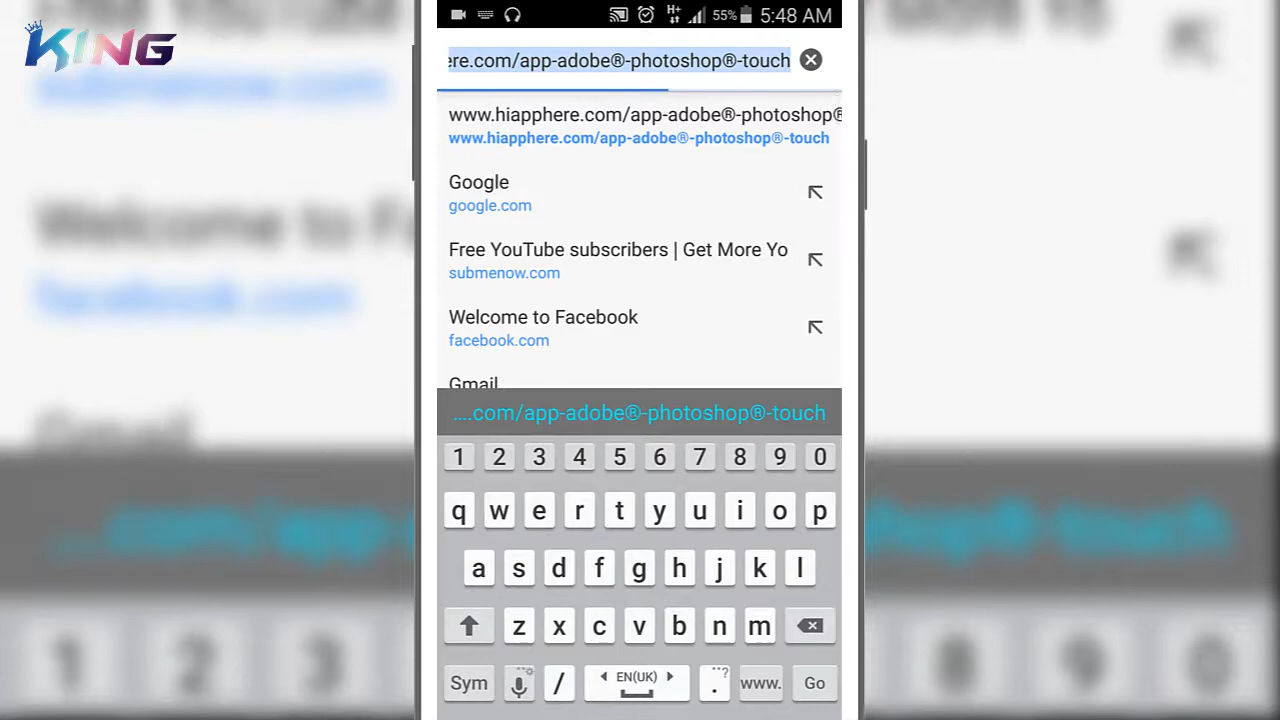 KING
H+ 55% 5:48 AM
ere.com/app-adobe®-photoshop®-touch
www.hiapphere.com/app-adobe®-photoshop®
www.hiapphere.com/app-adobe®-photoshop®-touch
Google
google.com
Free YouTube subscribers | Get More Yo
submenow.com
Welcome to Facebook
facebook.com
Gmail
....com/app-adobe®-photoshop®-touch
1 2 3 4 5 6 7 8 9 0
q w e r t y u i o p
a s d f g h j k l
z x c v b n m
Sym / EN(UK) . ...? www. Go